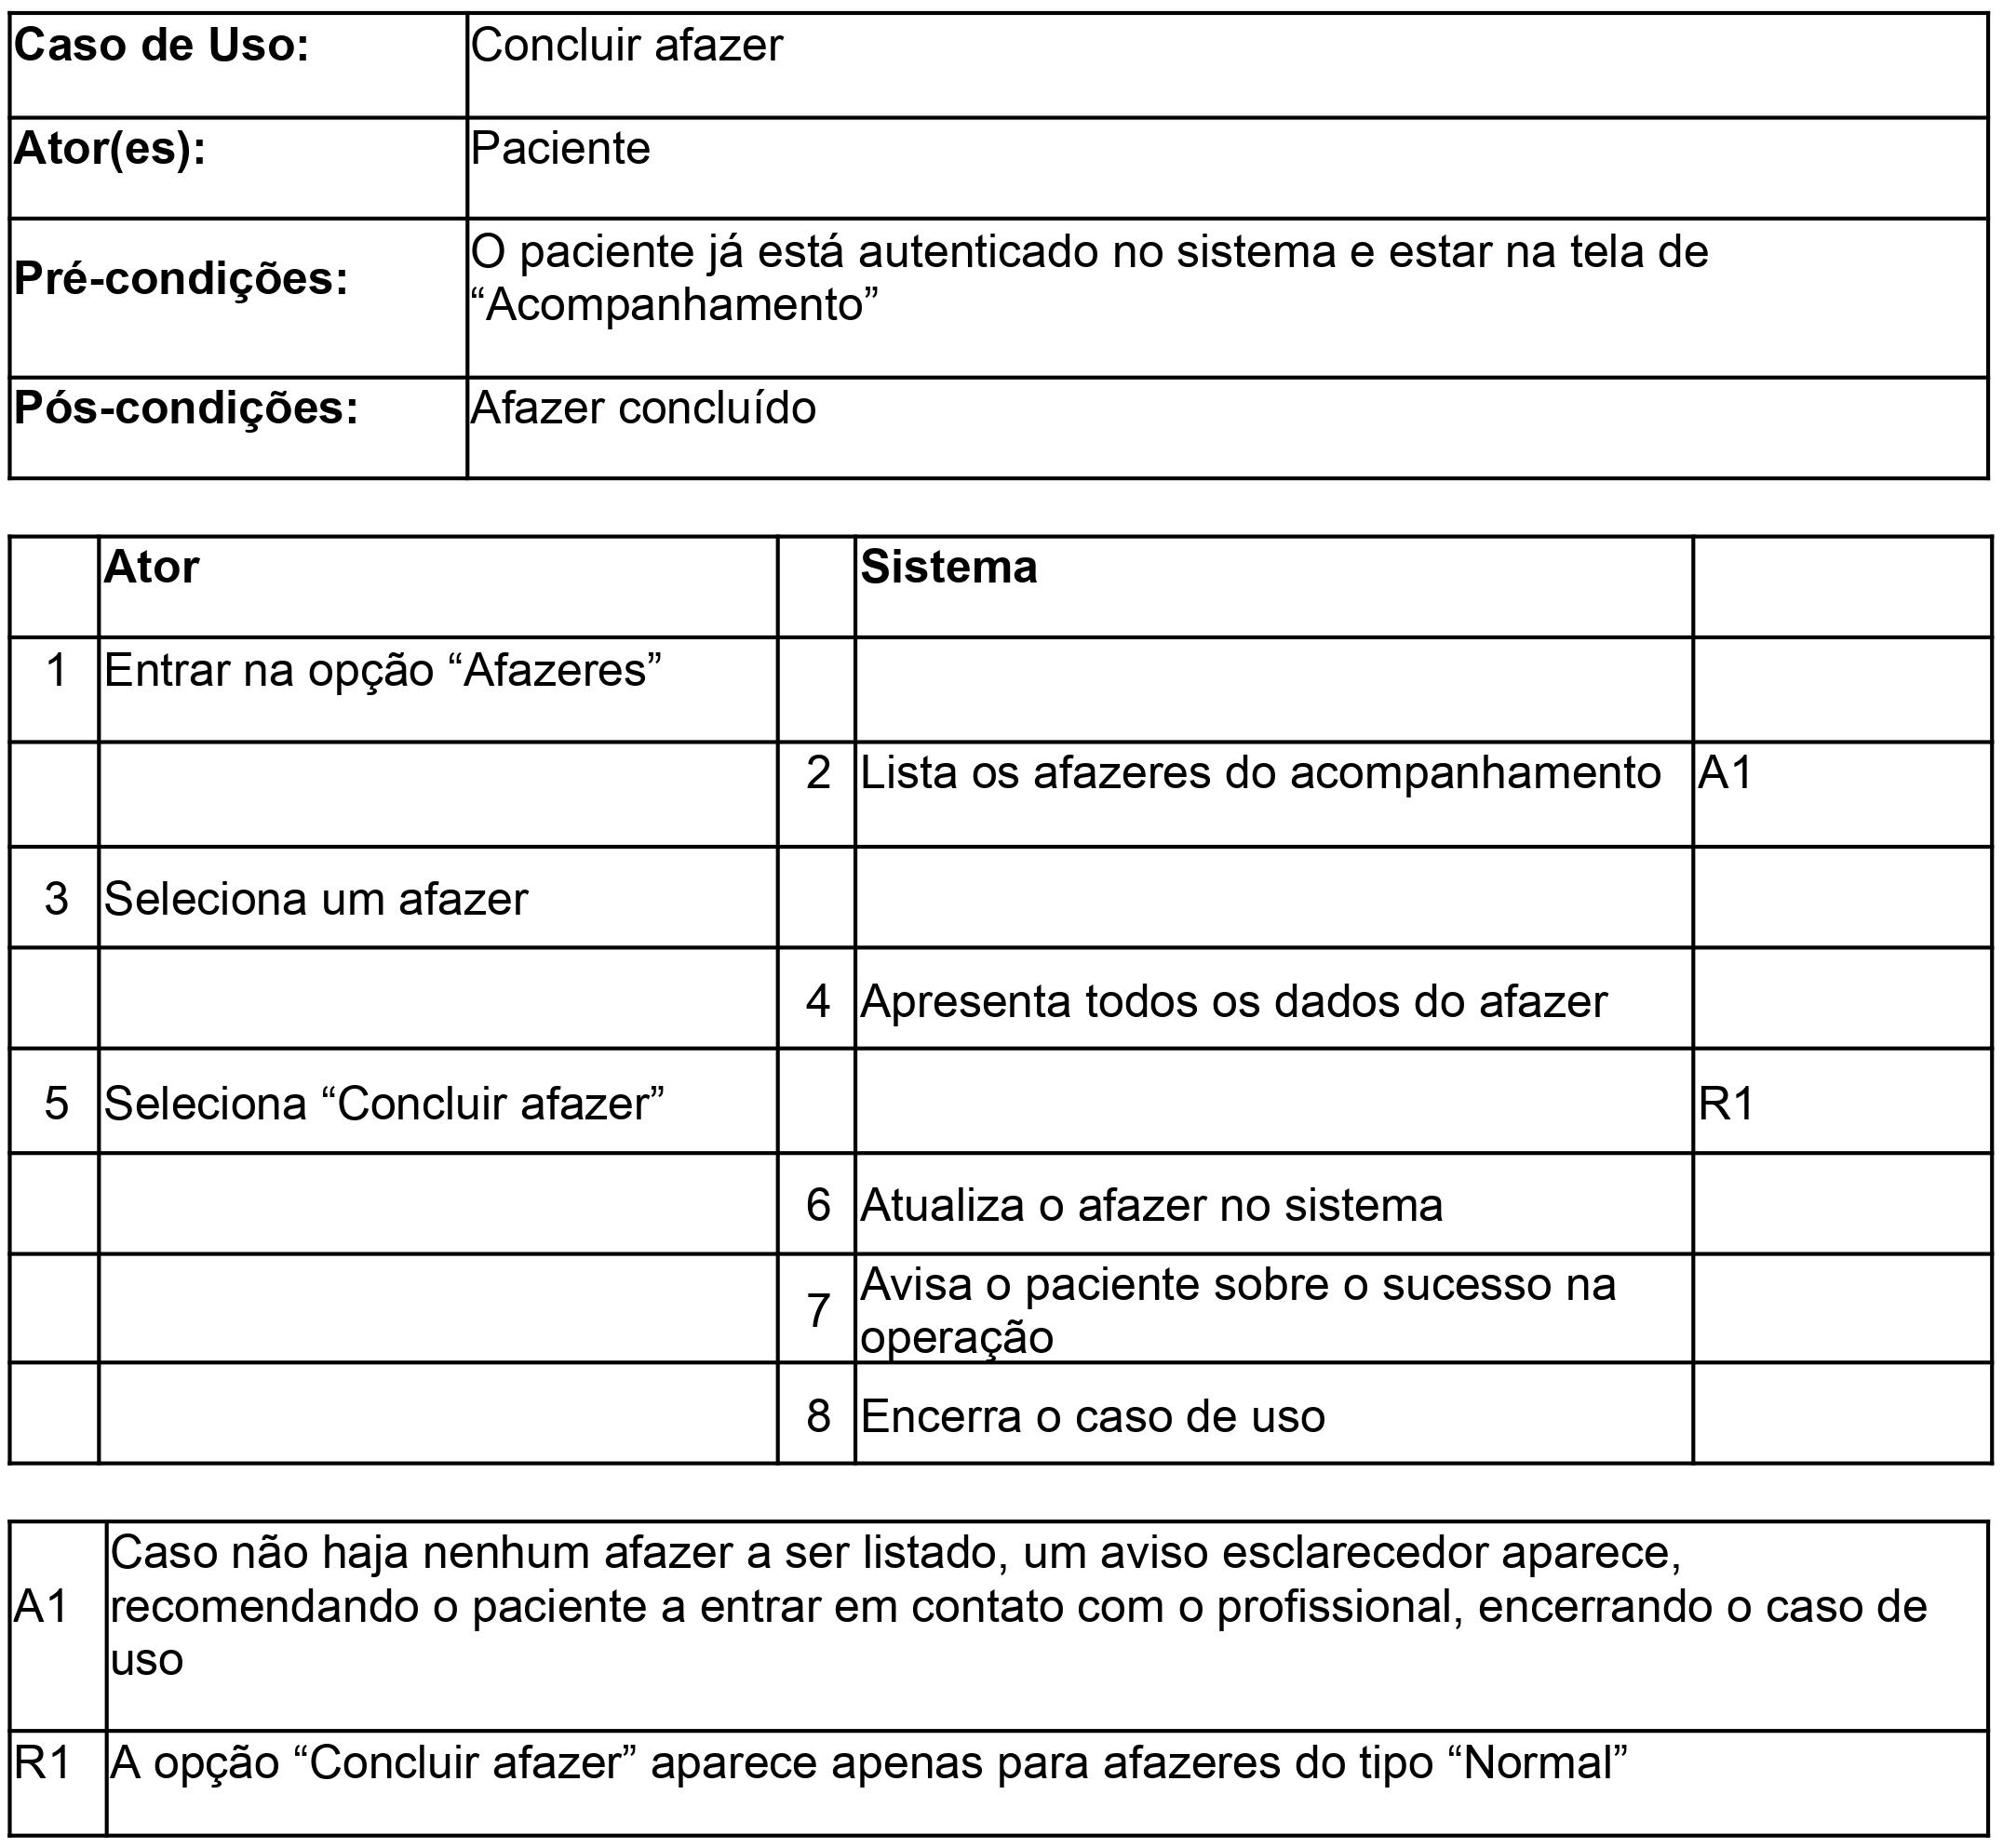 Caso de Uso: Concluir afazer
Ator(es): Paciente
Pré-condições: O paciente já está autenticado no sistema e estar na tela de
“Acompanhamento”
Pós-condições: Afazer concluído
Ator Sistema
1 Entrar na opção “Afazeres”
2 Lista os afazeres do acompanhamento A1
3 Seleciona um afazer
4 Apresenta todos os dados do afazer
5 Seleciona “Concluir afazer” R1
6 Atualiza o afazer no sistema
7 Avisa o paciente sobre o sucesso na
operação
8 Encerra o caso de uso
A1 Caso não haja nenhum afazer a ser listado, um aviso esclarecedor aparece,
recomendando o paciente a entrar em contato com o profissional, encerrando o caso de
uso
R1 A opção “Concluir afazer” aparece apenas para afazeres do tipo “Normal”